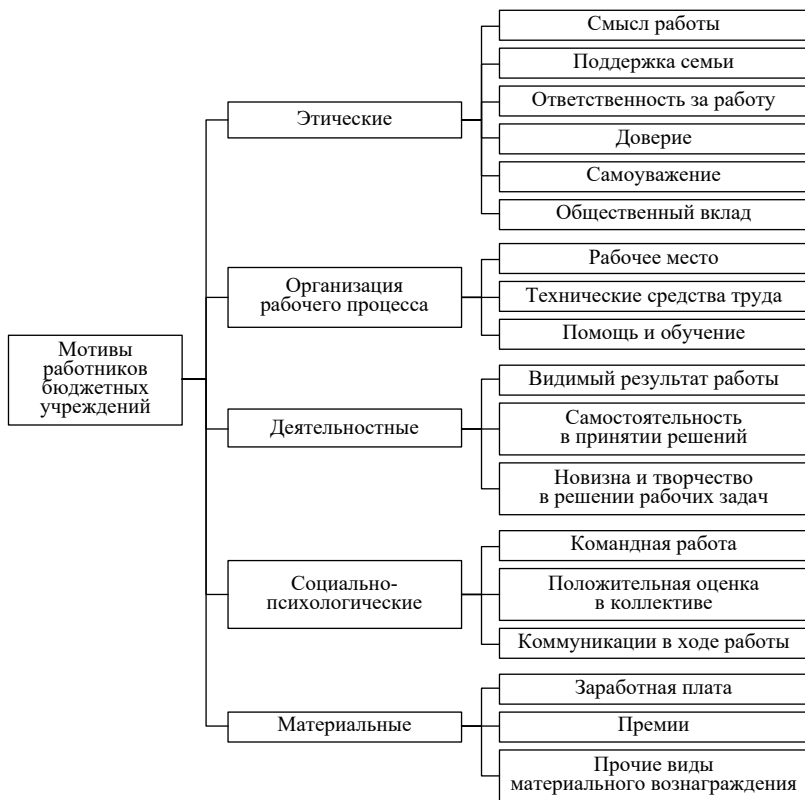 Мотивы
работников
бюджетных
учреждений
Этические
Смысл работы
Поддержка семьи
Ответственность за работу
Доверие
Самоуважение
Общественный вклад
Организация
рабочего процесса
Рабочее место
Технические средства труда
Помощь и обучение
Деятельностные
Видимый результат работы
Самостоятельность
в принятии решений
Новизна и творчество
в решении рабочих задач
Социально-
психологические
Командная работа
Положительная оценка
в коллективе
Коммуникации в ходе работы
Материальные
Заработная плата
Премии
Прочие виды
материального вознаграждения